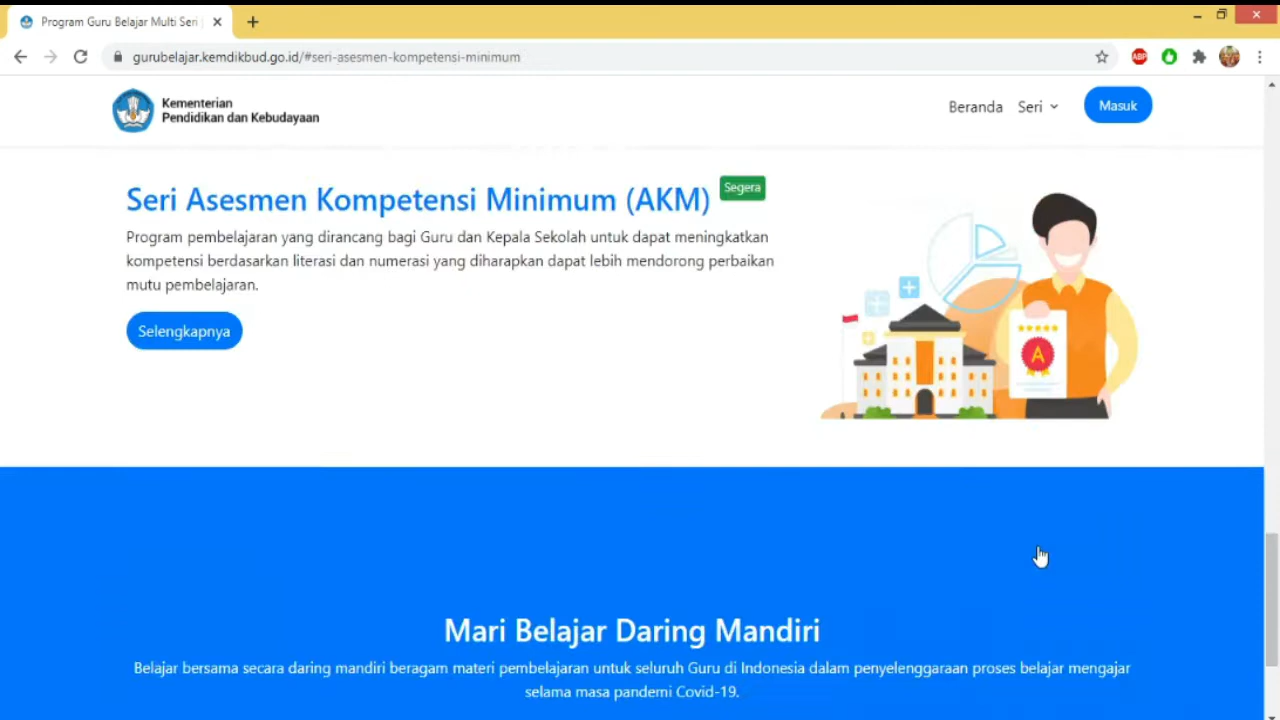 Program Guru Belajar Multi Seri
gurubelajar.kemdikbud.go.id/#seri-asesmen-kompetensi-minimum
ABP
Kementerian
Pendidikan dan Kebudayaan
Beranda Seri Masuk
Seri Asesmen Kompetensi Minimum (AKM) Segera
Program pembelajaran yang dirancang bagi Guru dan Kepala Sekolah untuk dapat meningkatkan
kompetensi berdasarkan literasi dan numerasi yang diharapkan dapat lebih mendorong perbaikan
mutu pembelajaran.
Selengkapnya
A
Mari Belajar Daring Mandiri
Belajar bersama secara daring mandiri beragam materi pembelajaran untuk seluruh Guru di Indonesia dalam penyelenggaraan proses belajar mengajar
selama masa pandemi Covid-19.